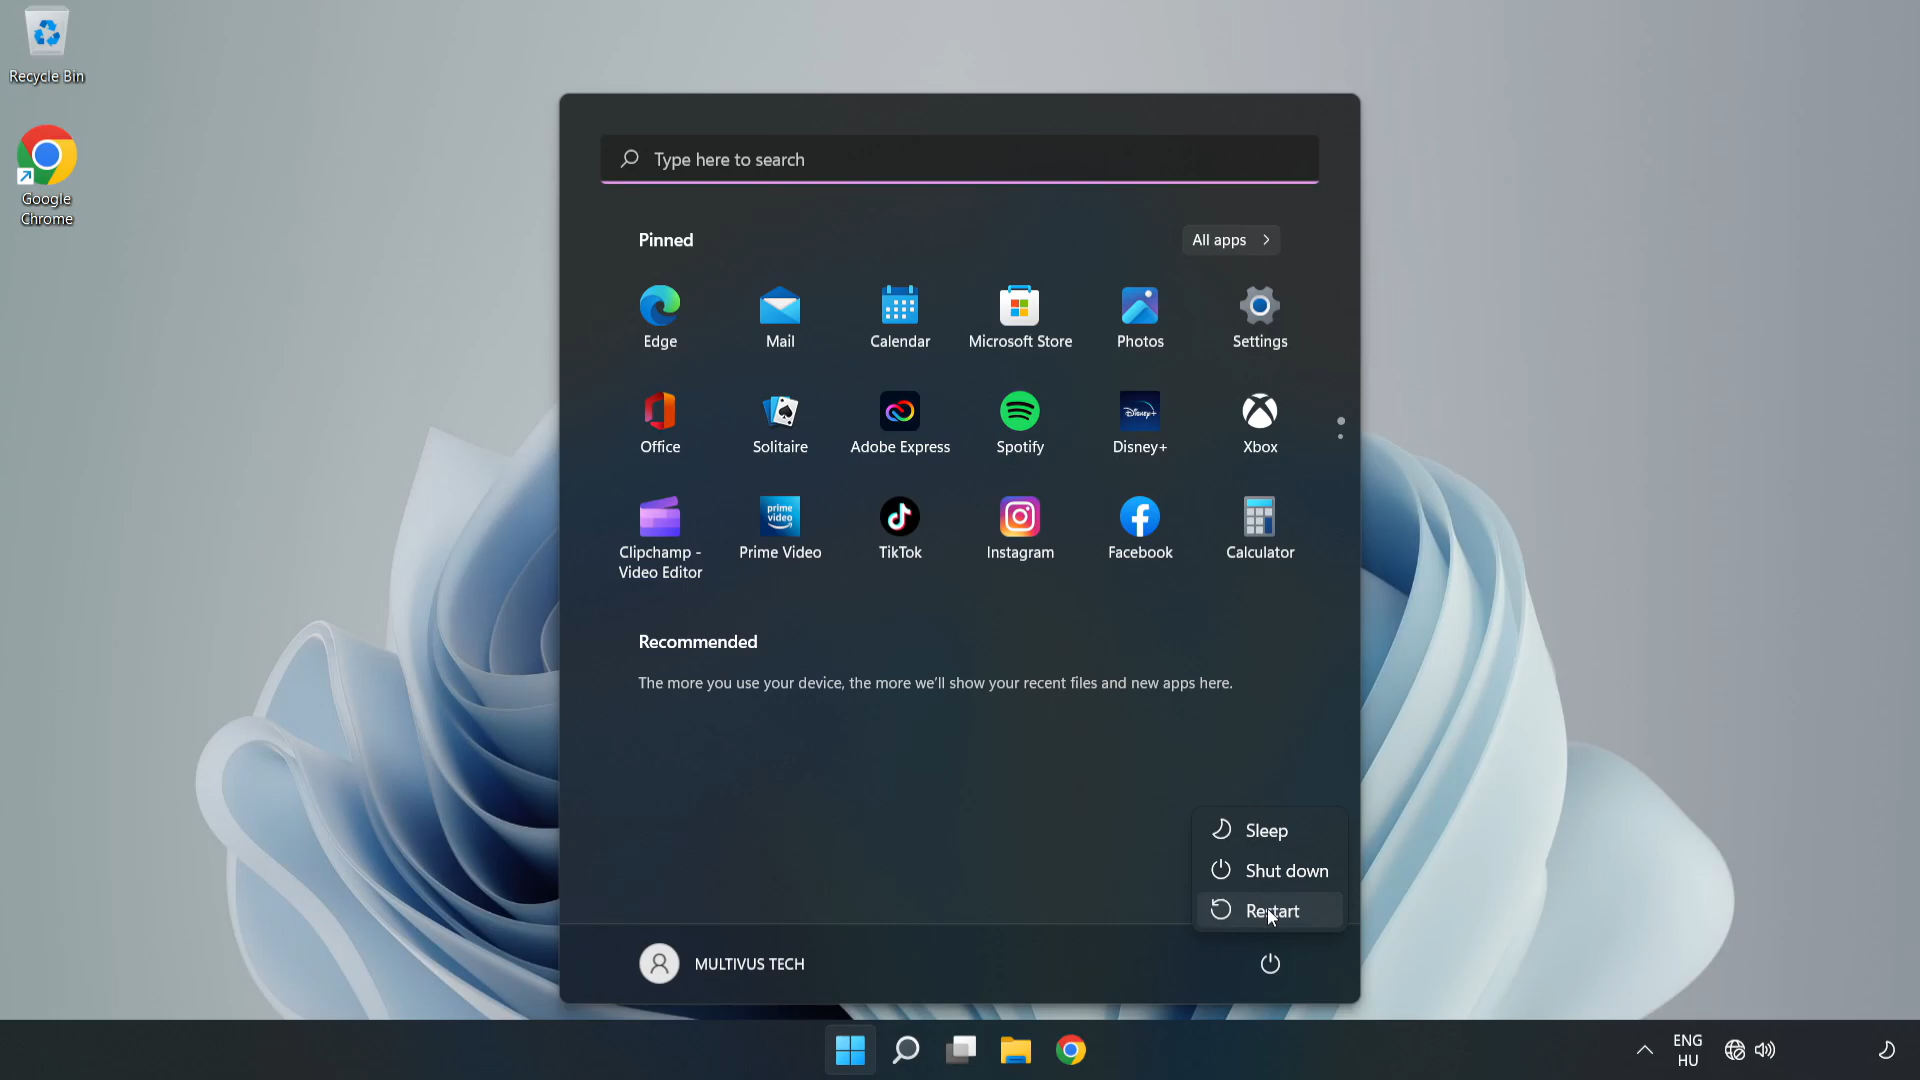 Recycle Bin
Google
Chrome
Type here to search
Pinned
All apps
Edge
Mail
Calendar
Microsoft Store
Photos
Settings
Office
Solitaire
Adobe Express
Disney+
Spotify
Disney+
Xbox
prime
video
Clipchamp -
Video Editor
Prime Video
TikTok
Instagram
Facebook
Calculator
Recommended
The more you use your device, the more we'll show your recent files and new apps here.
Sleep
Shut down
Restart
MULTIVUS TECH
ENG
HU